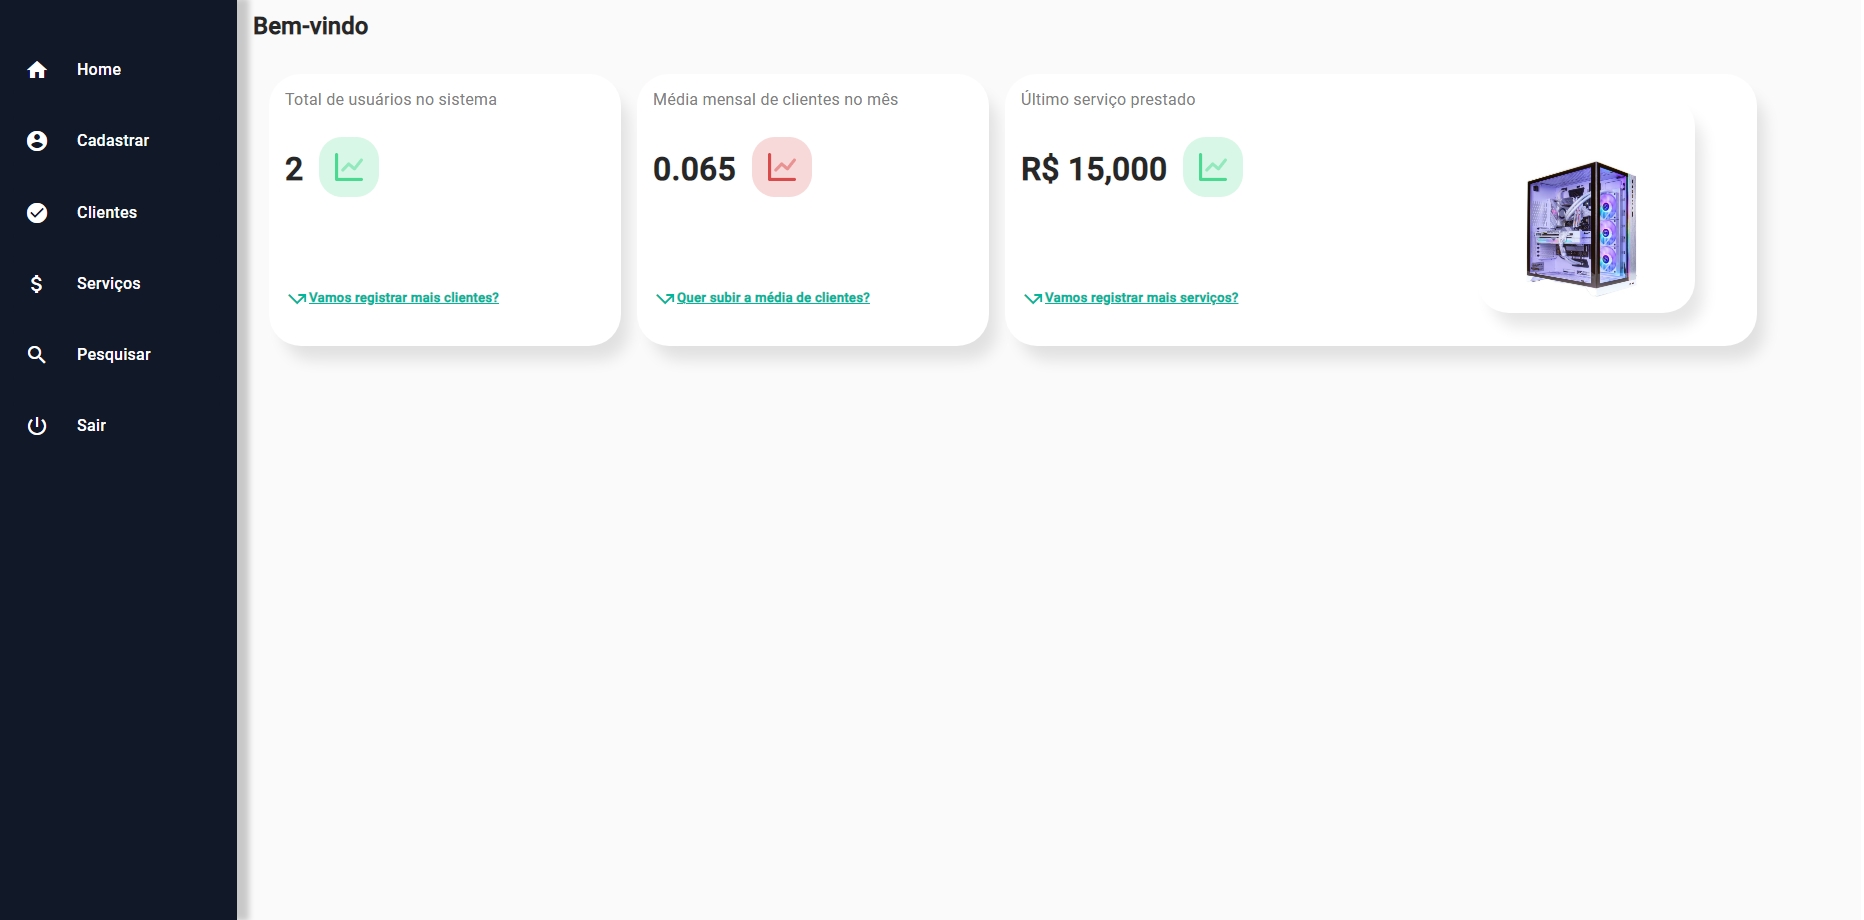 Bem-vindo
Home
Cadastrar
Clientes
Serviços
Pesquisar
Sair
Total de usuários no sistema
2
Vamos registrar mais clientes?
Média mensal de clientes no mês
0.065
Quer subir a média de clientes?
Último serviço prestado
R$ 15,000
Vamos registrar mais serviços?